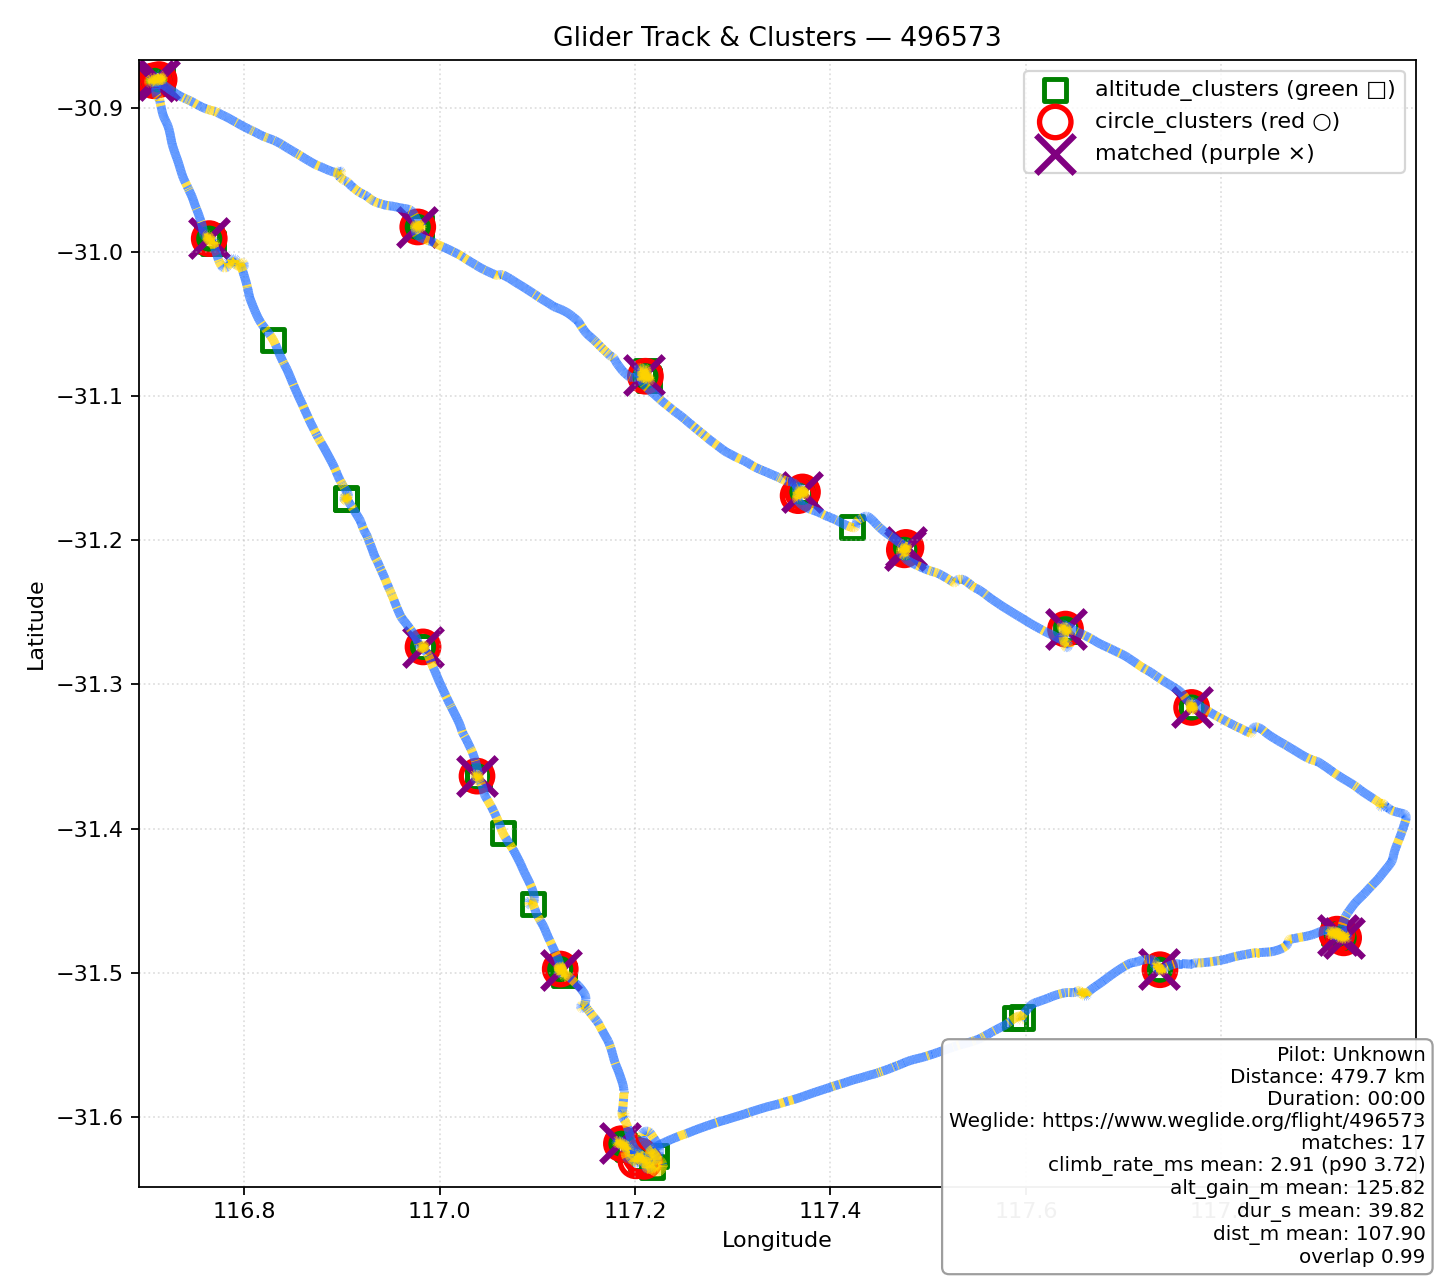 Glider Track & Clusters — 496573
altitude_clusters (green □)
circle_clusters (red ○)
matched (purple ×)
Latitude
−30.9
−31.0
−31.1
−31.2
−31.3
−31.4
−31.5
−31.6
116.8
117.0
117.2
117.4
117.6
Longitude
Pilot: Unknown
Distance: 479.7 km
Duration: 00:00
Weglide: https://www.weglide.org/flight/496573
matches: 17
climb_rate_ms mean: 2.91 (p90 3.72)
alt_gain_m mean: 125.82
dur_s mean: 39.82
dist_m mean: 107.90
overlap 0.99